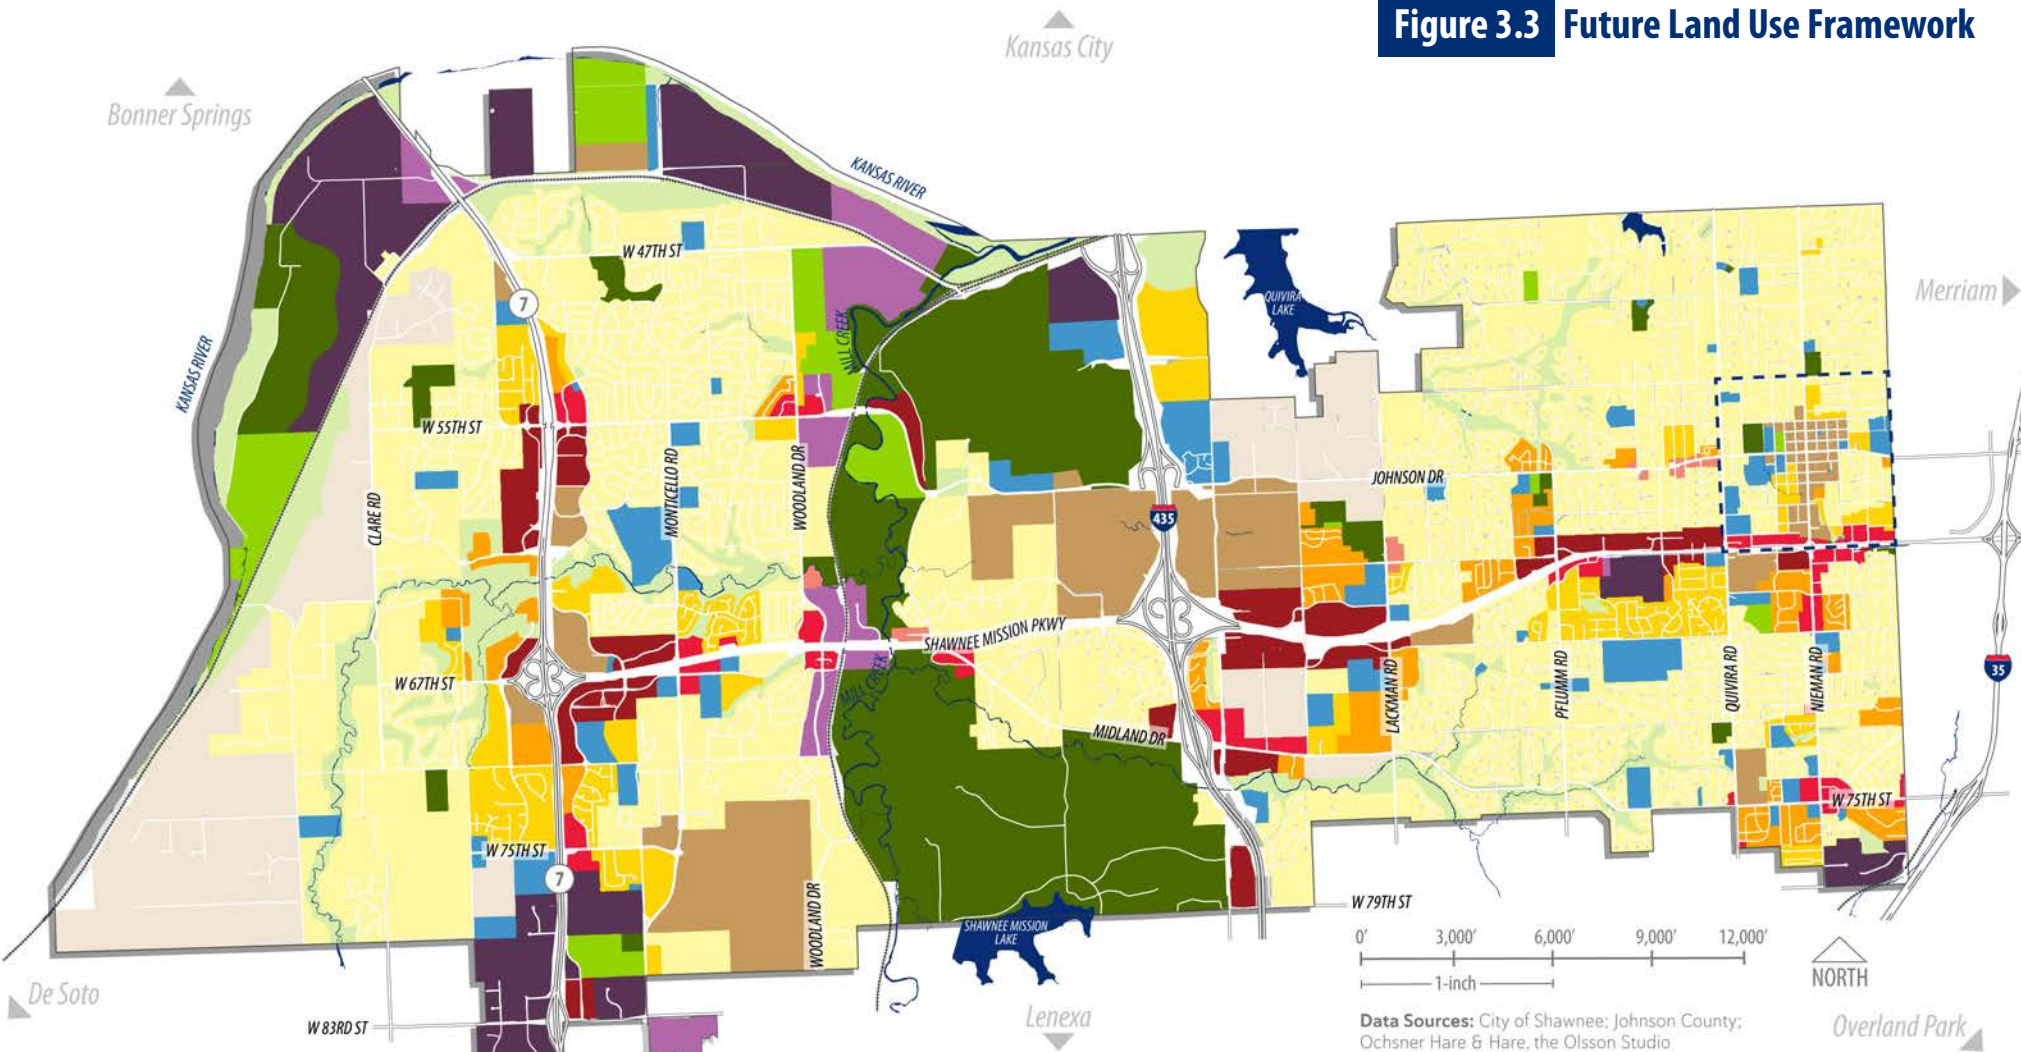 Figure 3.3 Future Land Use Framework
Kansas City
Bonner Springs
KANSAS RIVER
W 47TH ST
QUIVIRA
LAKE
Merriam
7
MILL CREEK
KANSAS RIVER
W 55TH ST
JOHNSON DR
CLARE RD
MONTICELLO RD
WOODLAND DR
435
SHAWNEE MISSION PKWY
W 67TH ST
MILL CREEK
LACKMAN RD
PFLUMM RD
QUIVIRA RD
NIEMAN RD
35
MIDLAND DR
W 75TH ST
W 75TH ST
7
WOODLAND DR
W 79TH ST
SHAWNEE MISSION
LAKE
0' 3,000' 6,000' 9,000' 12,000'
1-inch
NORTH
De Soto
W 83RD ST
Lenexa
Data Sources: City of Shawnee; Johnson County;
Ochsner Hare & Hare, the Olsson Studio
Overland Park